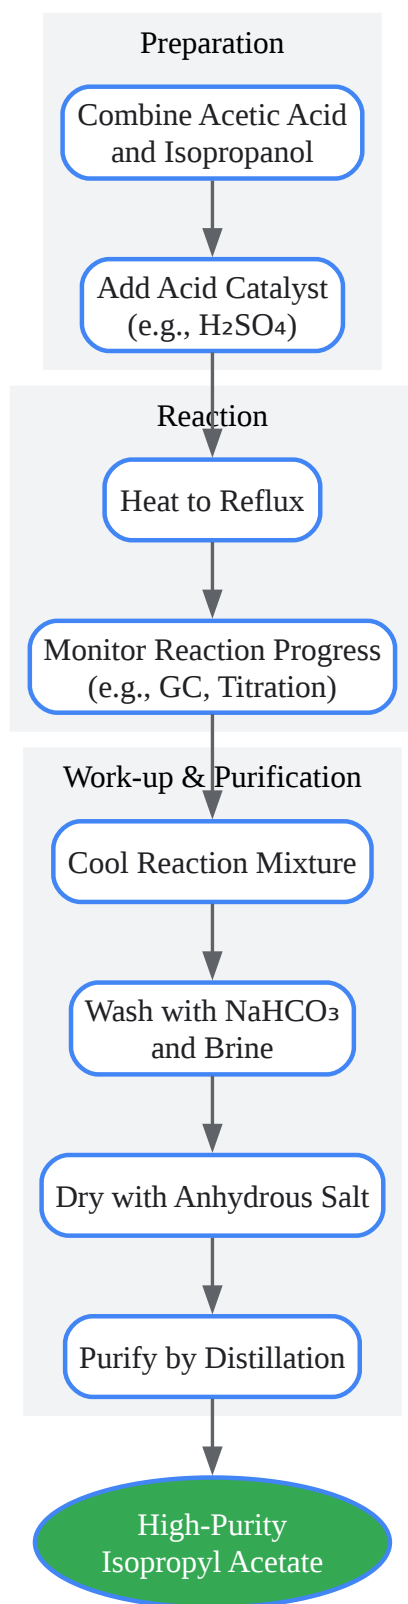 Preparation
Combine Acetic Acid
and Isopropanol
Add Acid Catalyst
(e.g., H₂SO₄)
Reaction
Heat to Reflux
Monitor Reaction Progress
(e.g., GC, Titration)
Work-up & Purification
Cool Reaction Mixture
Wash with NaHCO₃
and Brine
Dry with Anhydrous Salt
Purify by Distillation
High-Purity
Isopropyl Acetate